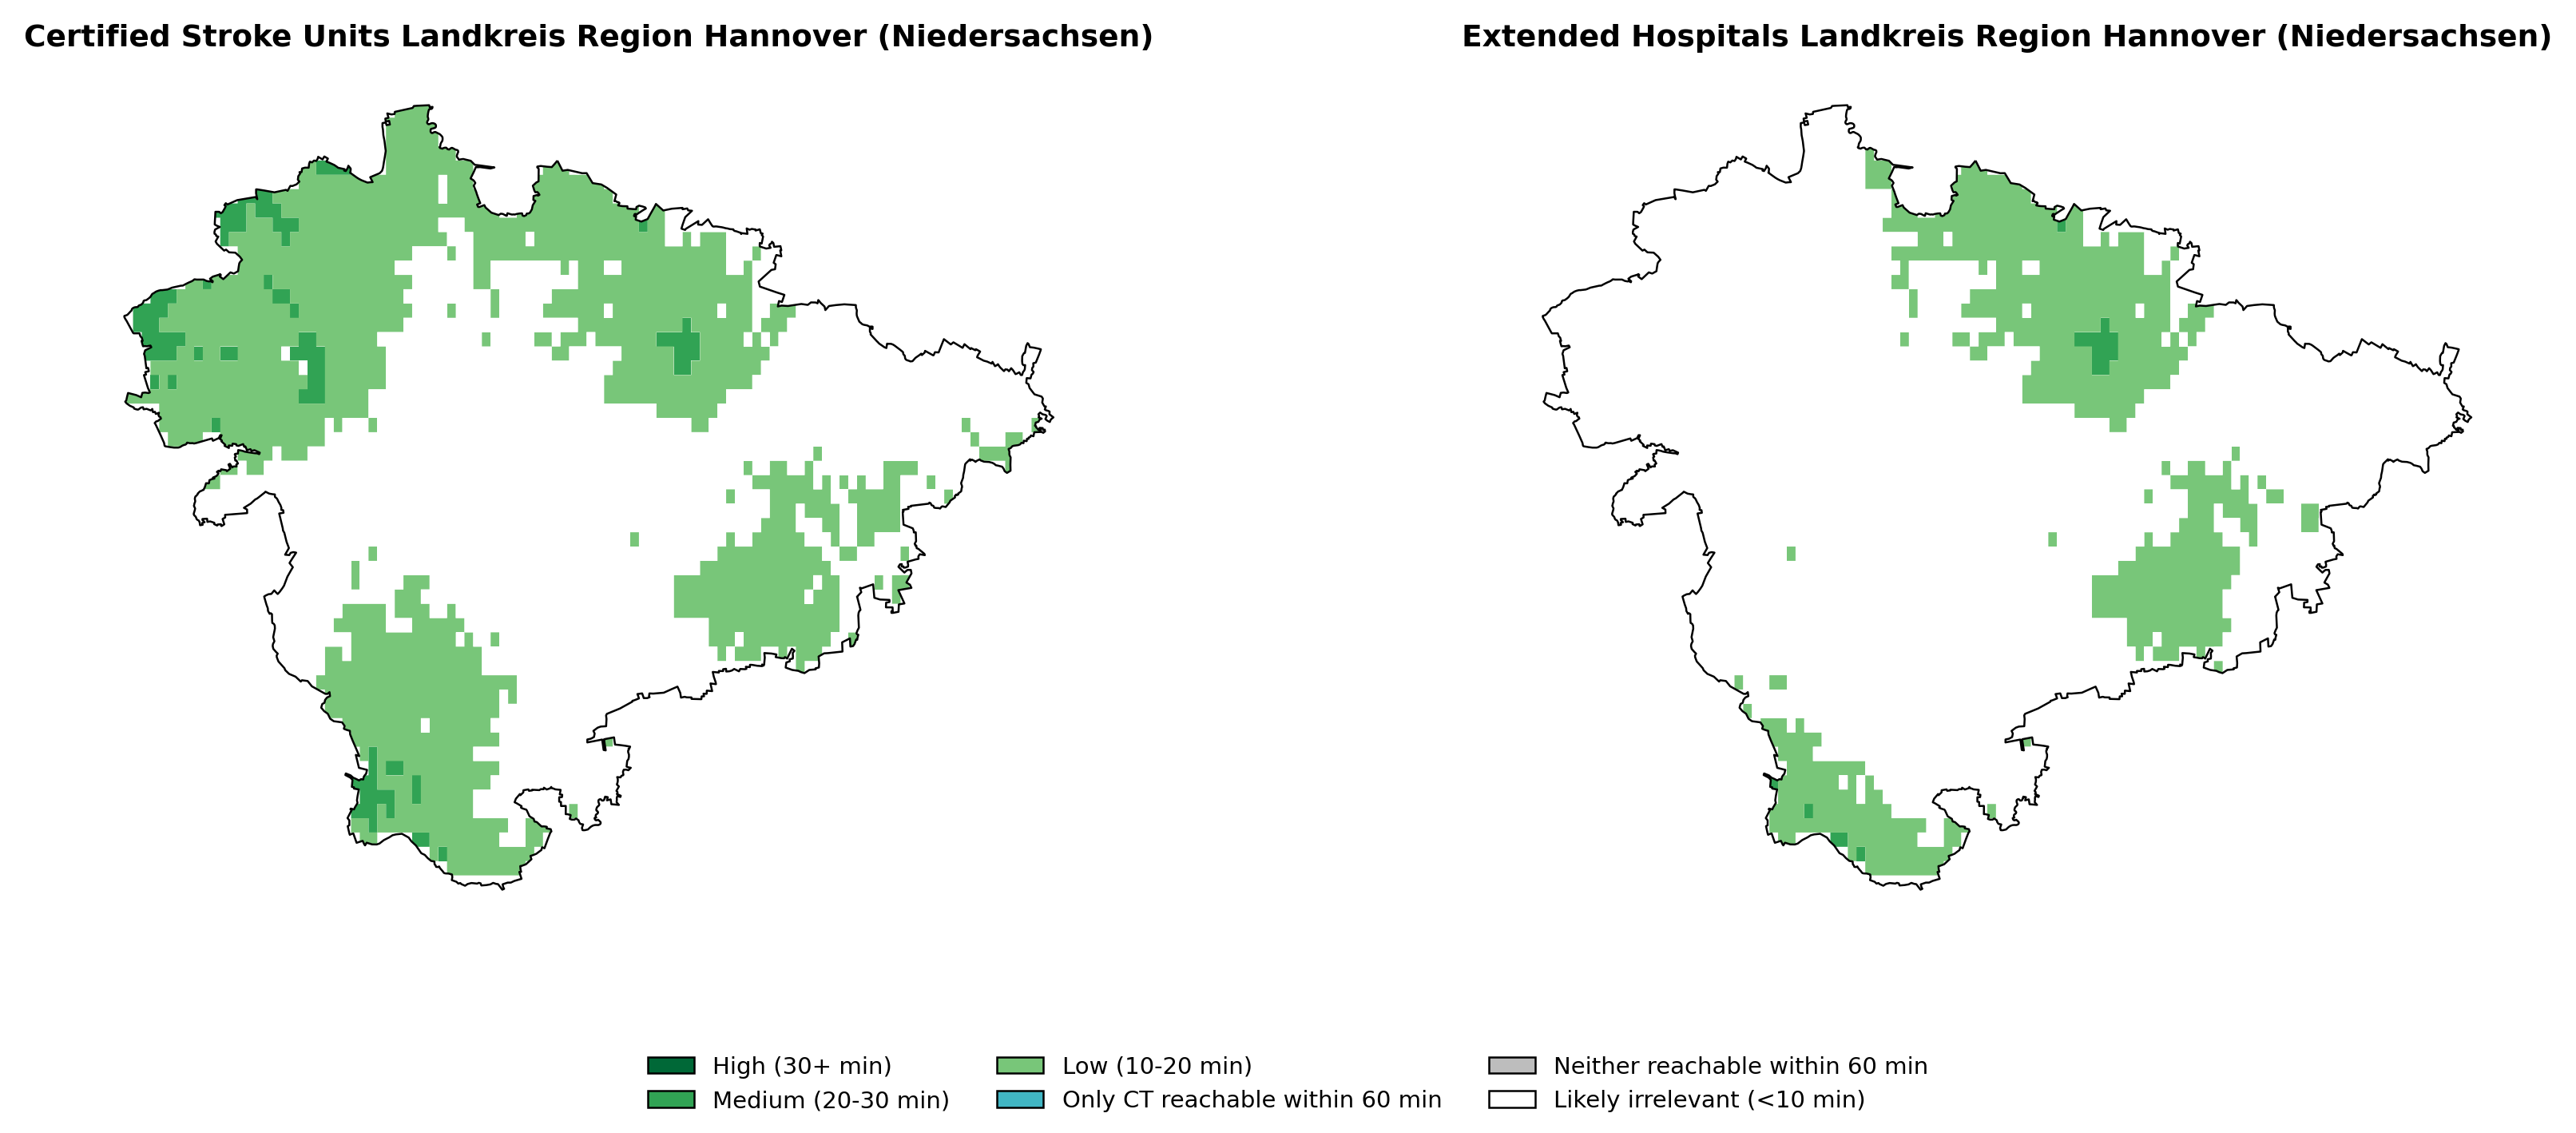 Certified Stroke Units Landkreis Region Hannover (Niedersachsen)
Extended Hospitals Landkreis Region Hannover (Niedersachsen)
High (30+ min)
Medium (20-30 min)
Low (10-20 min)
Only CT reachable within 60 min
Neither reachable within 60 min
Likely irrelevant (<10 min)